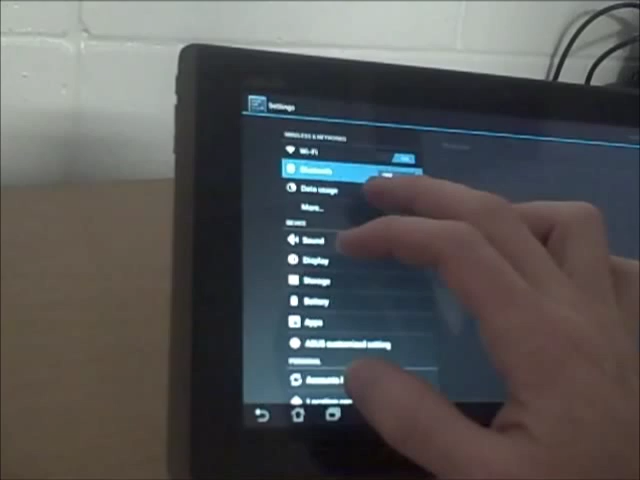 Settings
WIRELESS & NETWORKS
Wi-Fi
Bluetooth
Data usage
More...
DEVICE
Sound
Display
Storage
Battery
Apps
ASUS customized setting
PERSONAL
Accounts